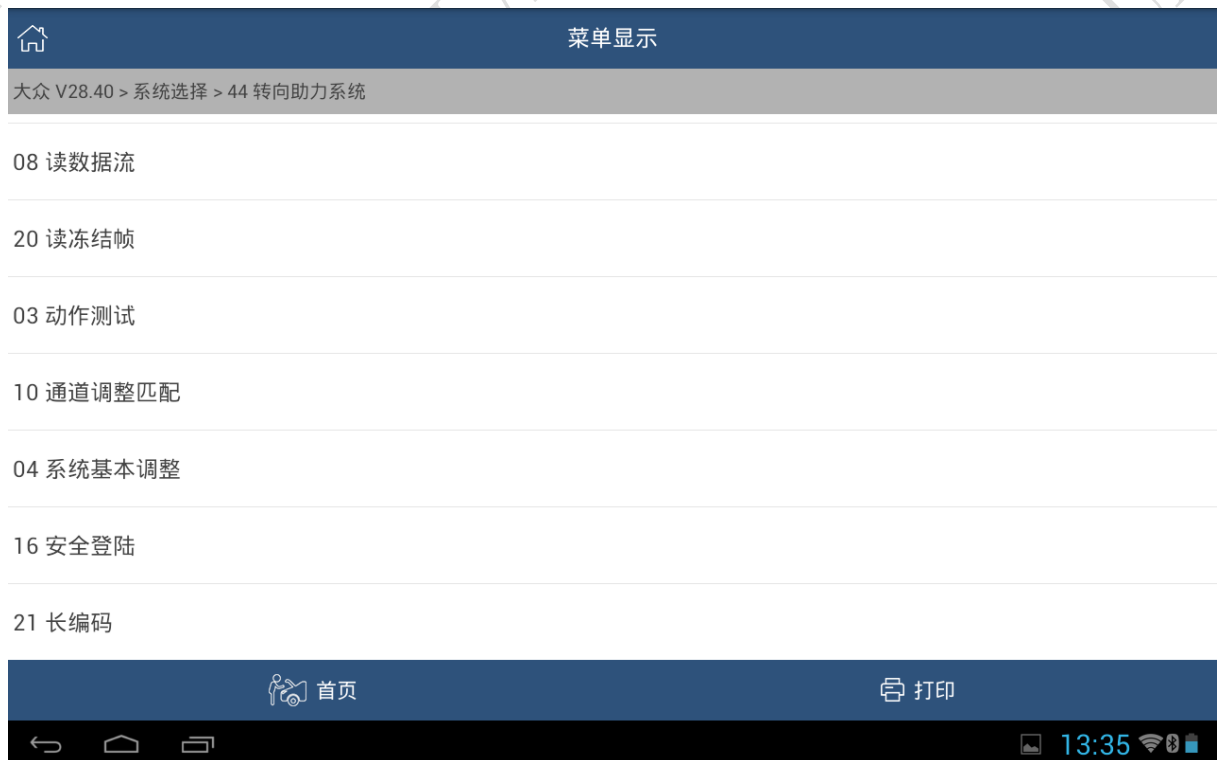 菜单显示
大众 V28.40 > 系统选择 > 44 转向助力系统
08 读数据流
20 读冻结帧
03 动作测试
10 通道调整匹配
04 系统基本调整
16 安全登陆
21 长编码
首页
打印
13:35